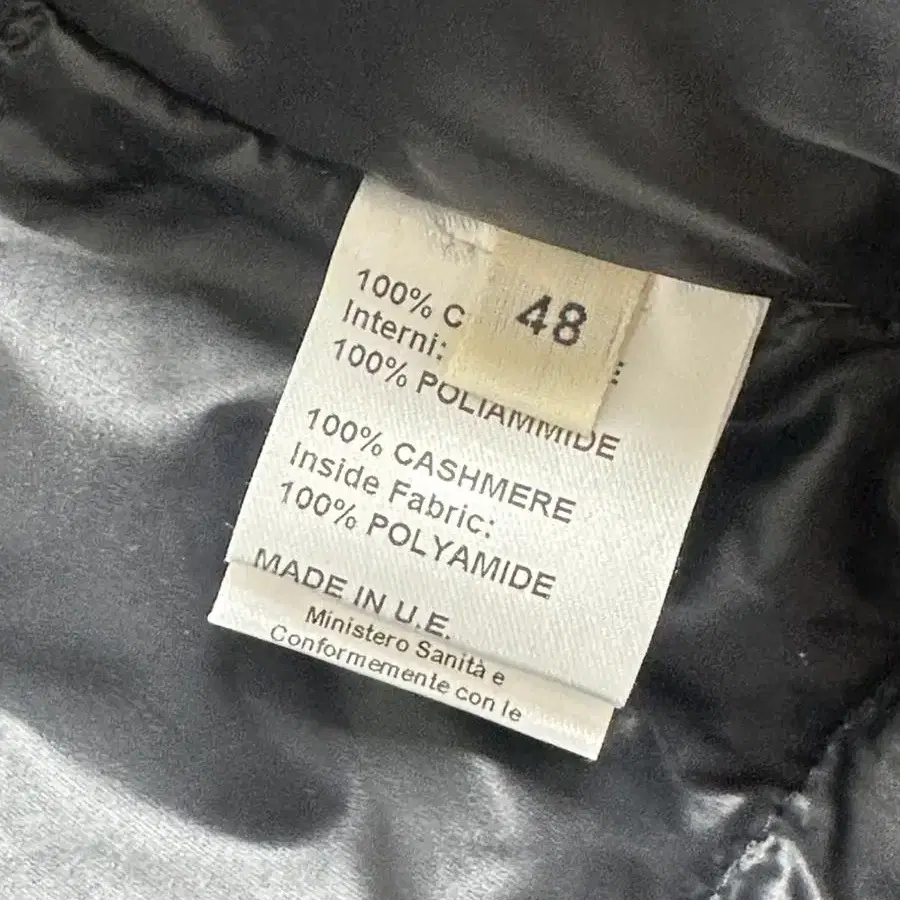 48
100% C
Interni:
100% POLIAMMIDE
100% CASHMERE
Inside Fabric:
100% POLYAMIDE
MADE IN U.E.
Ministero Sanità e
Conformemente con le